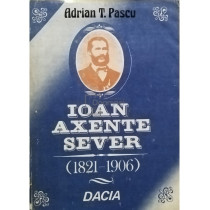 Adrian T. Pascu
IOAN
AXENTE
SEVER
(1821-1906)
DACIA